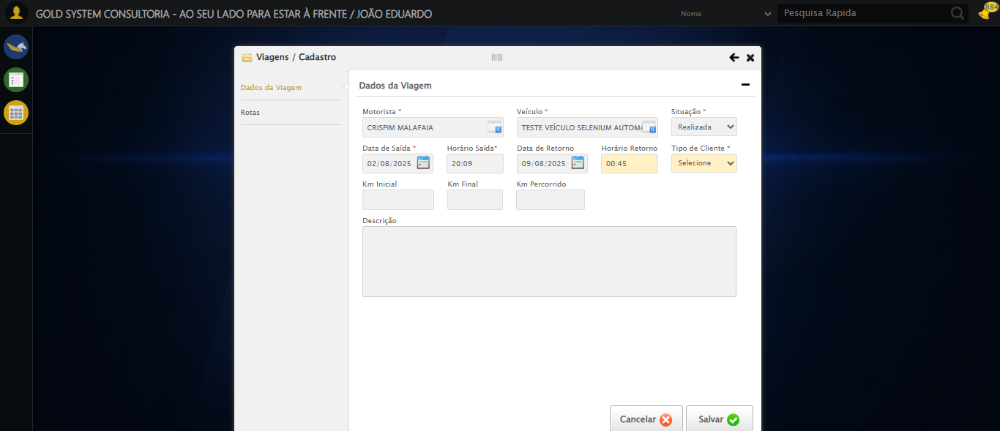 GOLD SYSTEM CONSULTORIA - AO SEU LADO PARA ESTAR À FRENTE / JOÃO EDUARDO
Nome
Pesquisa Rapida
884
Viagens / Cadastro
Dados da Viagem
Rotas
Dados da Viagem
Motorista * Veículo * Situação *
CRISPIM MALAFAIA TESTE VEÍCULO SELENIUM AUTOMA Realizada
Data de Saída * Horário Saída* Data de Retorno Horário Retorno Tipo de Cliente *
02/08/2025 20:09 09/08/2025 00:45 Selecione
Km Inicial Km Final Km Percorrido
Descrição
Cancelar Salvar